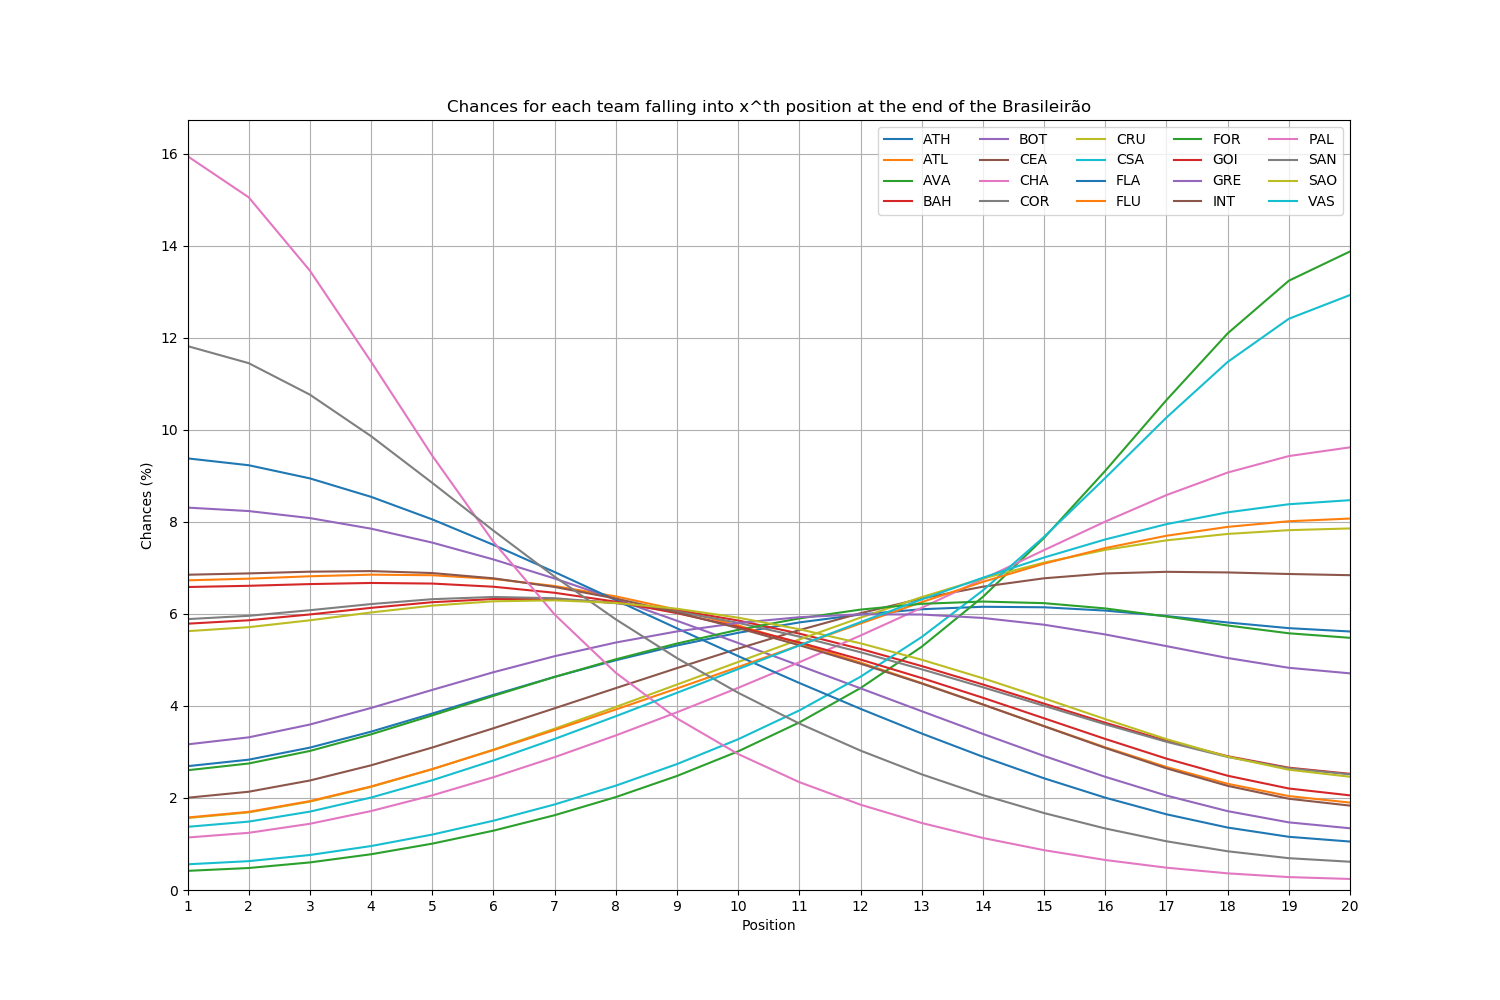 Chances for each team falling into x^th position at the end of the Brasileirão
ATH BOT CRU FOR PAL
ATL CEA CSA GOI SAN
AVA CHA FLA GRE SAO
BAH COR FLU INT VAS
16
14
12
10
8
6
4
2
0
Chances (%)
1 2 3 4 5 6 7 8 9 10 11 12 13 14 15 16 17 18 19 20
Position